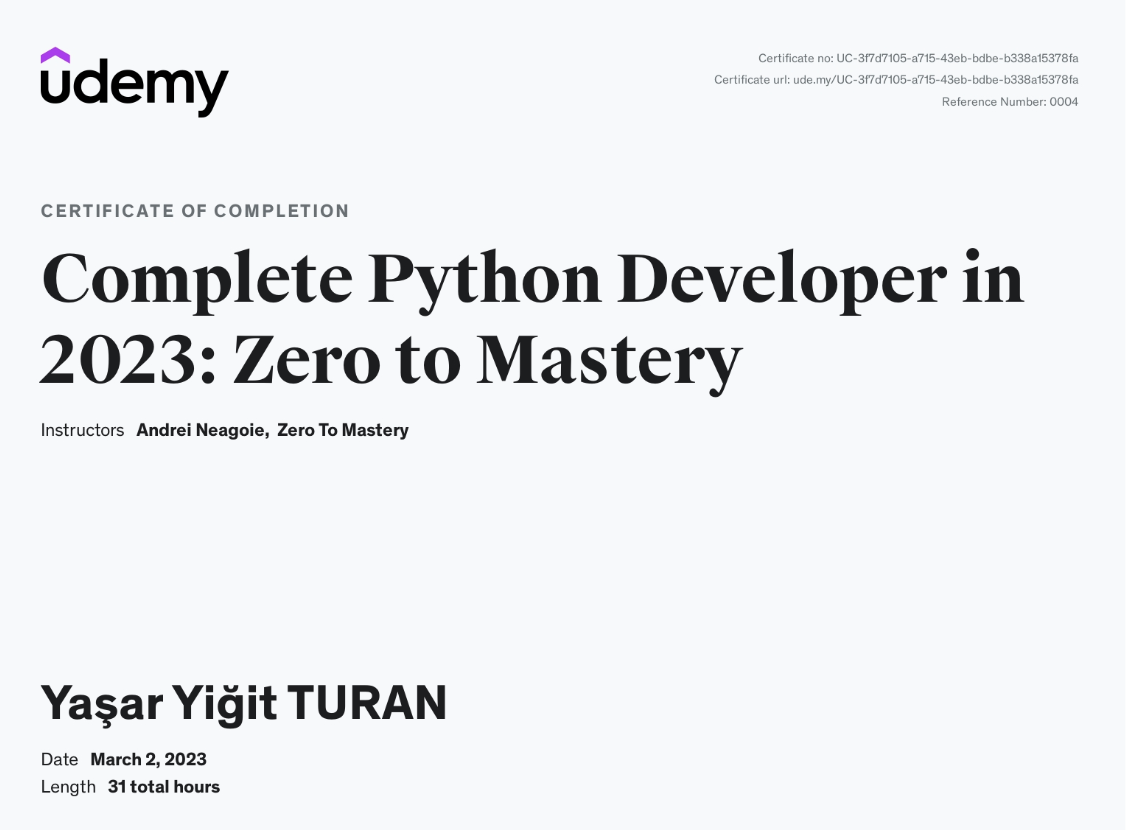 udemy
Certificate no: UC-3f7d7105-a715-43eb-bdbe-b338a15378fa
Certificate url: ude.my/UC-3f7d7105-a715-43eb-bdbe-b338a15378fa
Reference Number: 0004
CERTIFICATE OF COMPLETION
Complete Python Developer in
2023: Zero to Mastery
Instructors Andrei Neagoie, Zero To Mastery
Yaşar Yiğit TURAN
Date March 2, 2023
Length 31 total hours